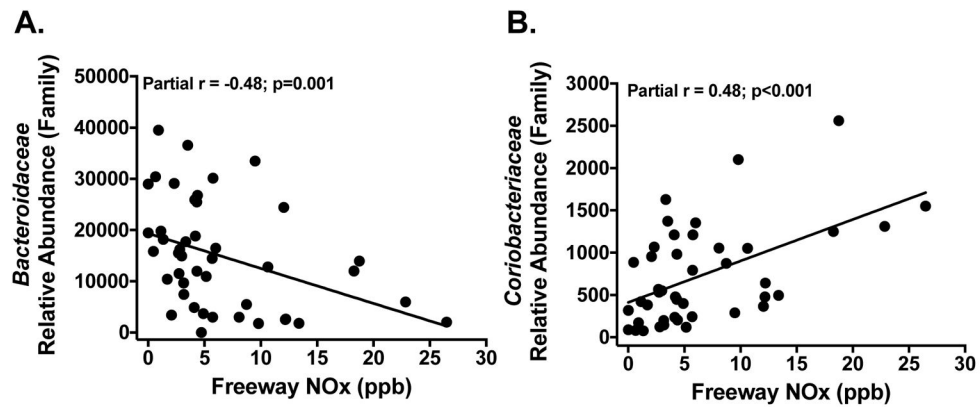 A.
Partial r = -0.48; p=0.001
Bacteroidaceae
Relative Abundance (Family)
50000
40000
30000
20000
10000
0
0 5 10 15 20 25 30
Freeway NOx (ppb)
B.
Partial r = 0.48; p<0.001
Coriobacteriaceae
Relative Abundance (Family)
3000
2500
2000
1500
1000
500
0
0 5 10 15 20 25 30
Freeway NOx (ppb)